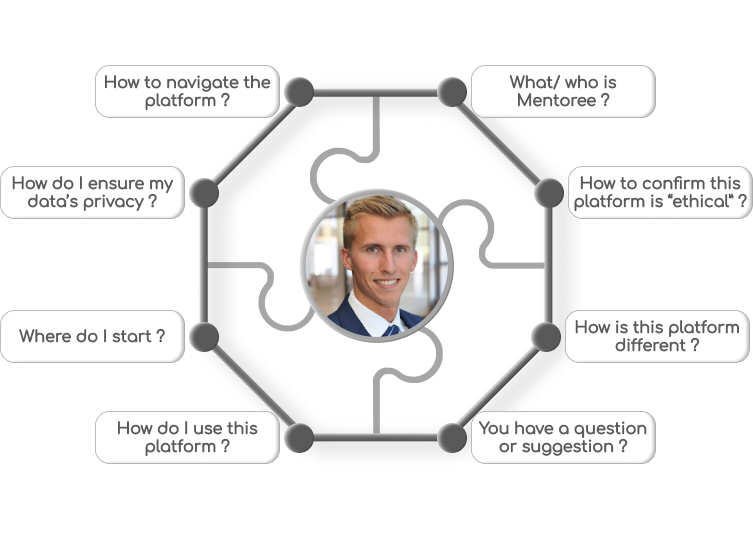 How to navigate the
platform ?
What/ who is
Mentoree ?
How do I ensure my
data's privacy ?
How to confirm this
platform is “ethical” ?
Where do I start ?
How is this platform
different ?
How do I use this
platform ?
You have a question
or suggestion ?